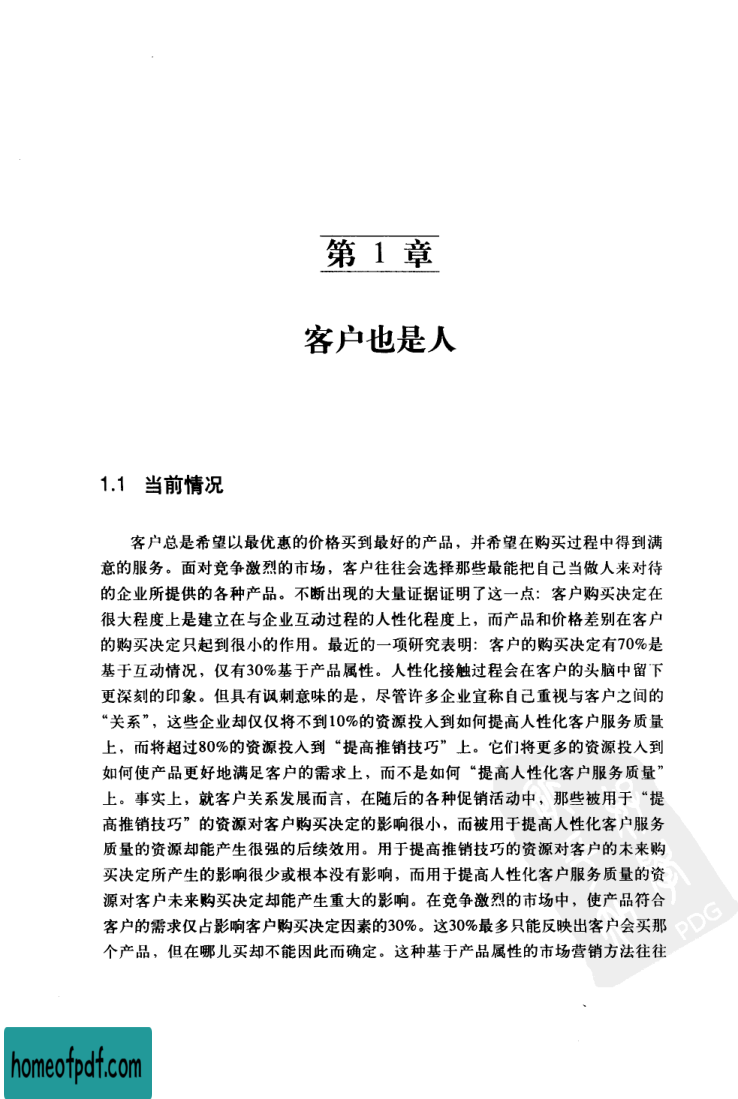 第 1 章
客户也是人
1.1 当前情况
客户总是希望以最优惠的价格买到最好的产品，并希望在购买过程中得到满
意的服务。面对竞争激烈的市场，客户往往会选择那些最能把自己当做人来对待
的企业所提供的各种产品。不断出现的大量证据证明了这一点：客户购买决定在
很大程度上是建立在与企业互动过程的人性化程度上，而产品和价格差别在客户
的购买决定只起到很小的作用。最近的一项研究表明：客户的购买决定有70%是
基于互动情况，仅有30%基于产品属性。人性化接触过程会在客户的头脑中留下
更深刻的印象。但具有讽刺意味的是，尽管许多企业宣称自己重视与客户之间的
“关系”，这些企业却仅仅将不到10%的资源投入到如何提高人性化客户服务质量
上，而将超过80%的资源投入到“提高推销技巧”上。它们将更多的资源投入到
如何使产品更好地满足客户的需求上，而不是如何“提高人性化客户服务质量”
上。事实上，就客户关系发展而言，在随后的各种促销活动中，那些被用于“提
高推销技巧”的资源对客户购买决定的影响很小，而被用于提高人性化客户服务
质量的资源却能产生很强的后续效用。用于提高推销技巧的资源对客户的未来购
买决定所产生的影响很少或根本没有影响，而用于提高人性化客户服务质量的资
源对客户未来购买决定却能产生重大的影响。在竞争激烈的市场中，使产品符合
客户的需求仅占影响客户购买决定因素的30%。这30%最多只能反映出客户会买那
个产品，但在哪儿买却不能因此而确定。这种基于产品属性的市场营销方法往往
PDG
homeofpdf.com